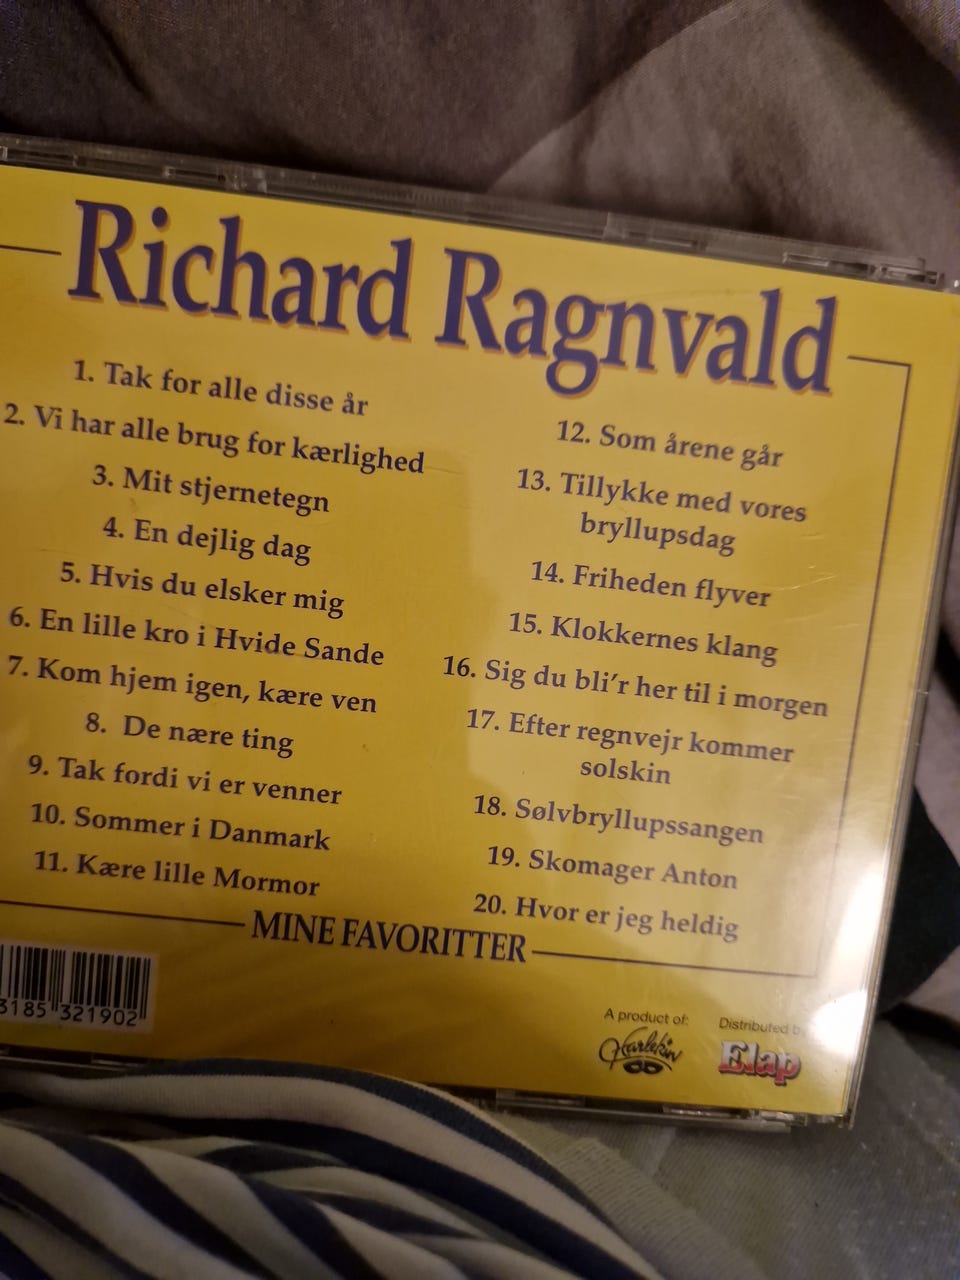 Richard Ragnvald
1. Tak for alle disse år
2. Vi har alle brug for kærlighed
3. Mit stjernetegn
4. En dejlig dag
5. Hvis du elsker mig
6. En lille kro i Hvide Sande
7. Kom hjem igen, kære ven
8. De nære ting
9. Tak fordi vi er venner
10. Sommer i Danmark
11. Kære lille Mormor
12. Som årene går
13. Tillykke med vores
bryllupsdag
14. Friheden flyver
15. Klokkernes klang
16. Sig du bli'r her til i morgen
17. Efter regnvejr kommer
solskin
18. Sølvbryllupssangen
19. Skomager Anton
20. Hvor er jeg heldig
MINE FAVORITTER
3185 321902
A product of:
Harlekin
Distributed b
Elap